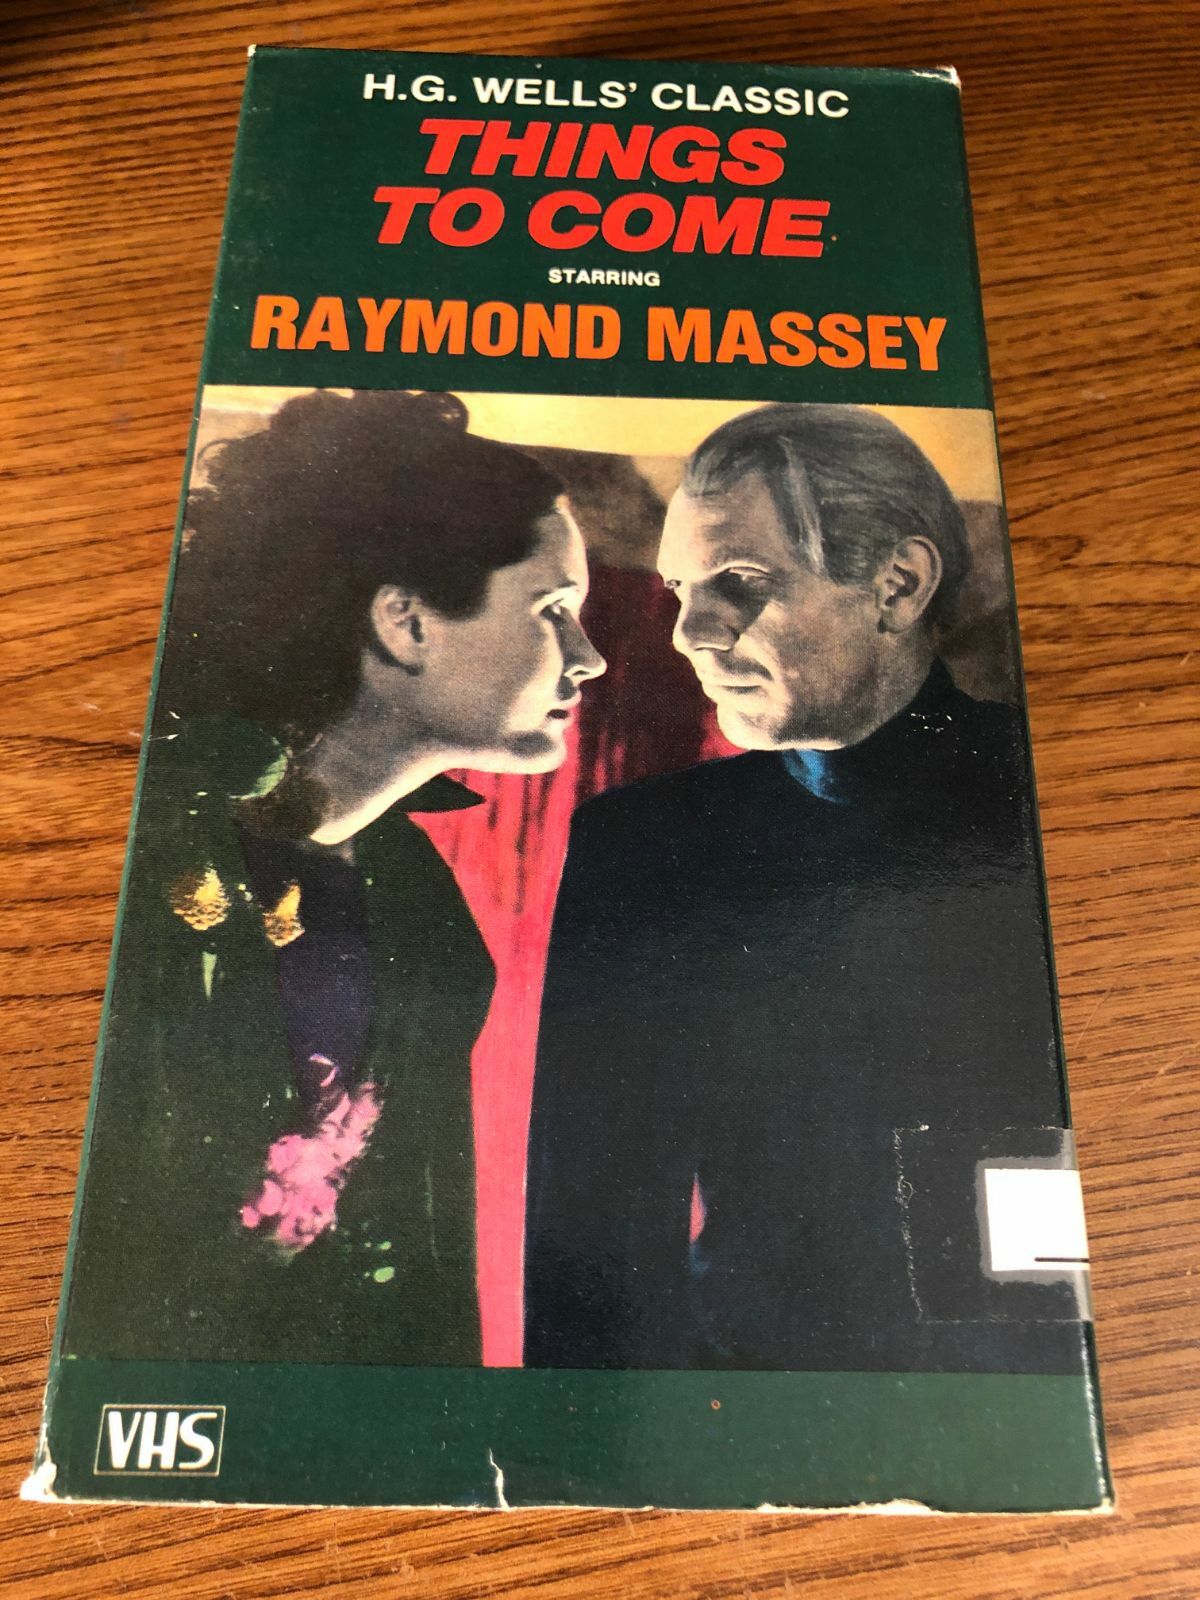 H.G. WELLS' CLASSIC
THINGS
TO COME
STARRING
RAYMOND MASSEY
VHS